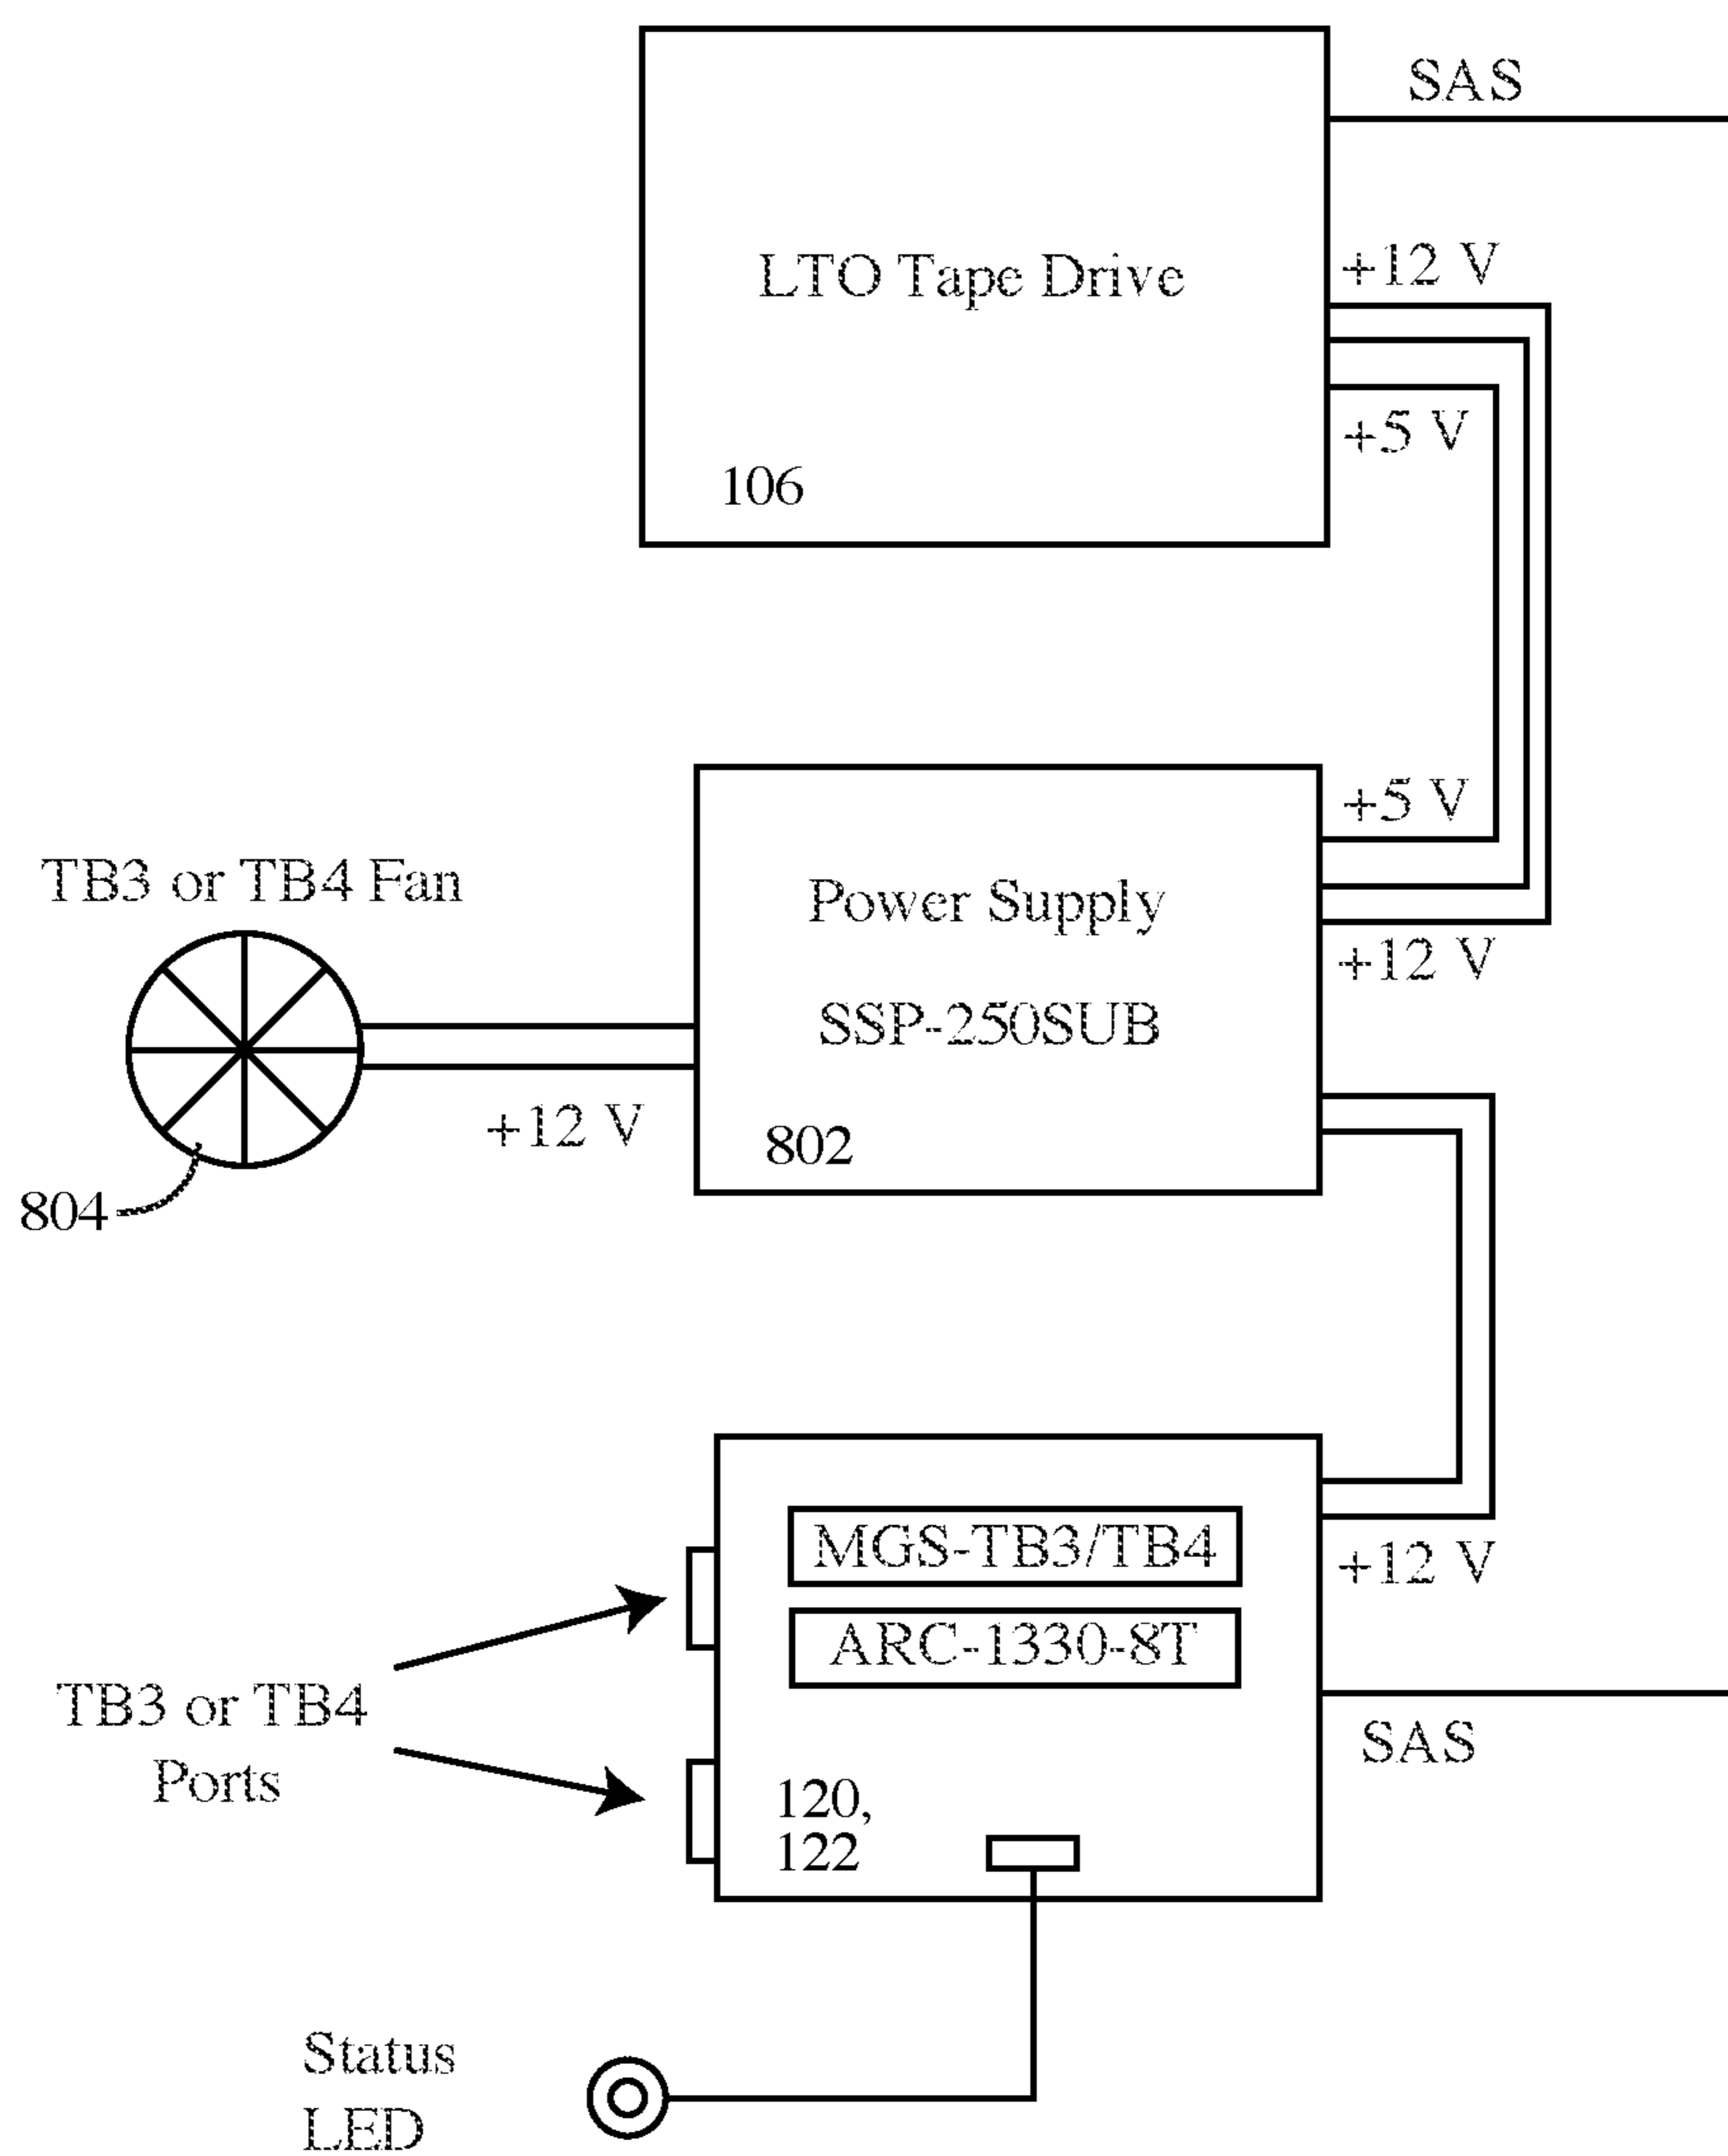 SAS
LTO Tape Drive
+12 V
+5 V
106
+5 V
TB3 or TB4 Fan
Power Supply
+12 V
SSP-250SUB
+12 V
802
804
MGS-TB3/TB4
+12 V
ARC-1330-8T
TB3 or TB4
Ports
SAS
120,
122
Status
LED